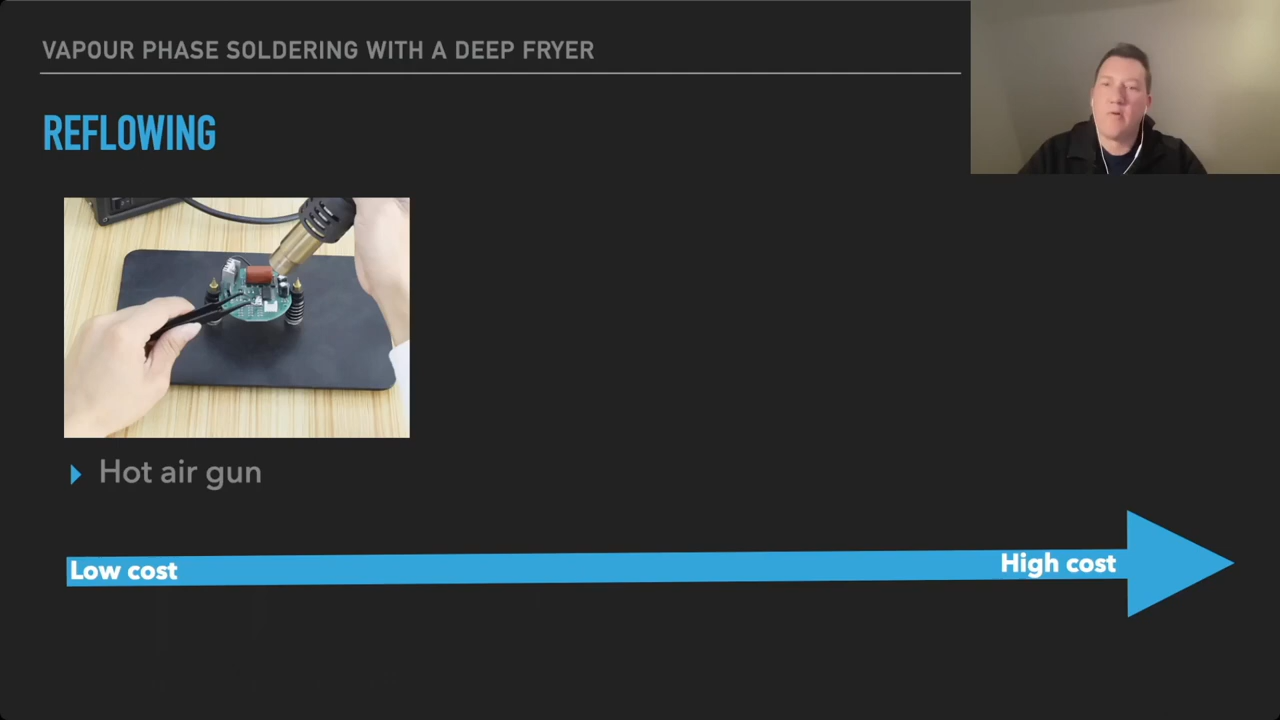 VAPOUR PHASE SOLDERING WITH A DEEP FRYER
REFLOWING
Hot air gun
Low cost
High cost